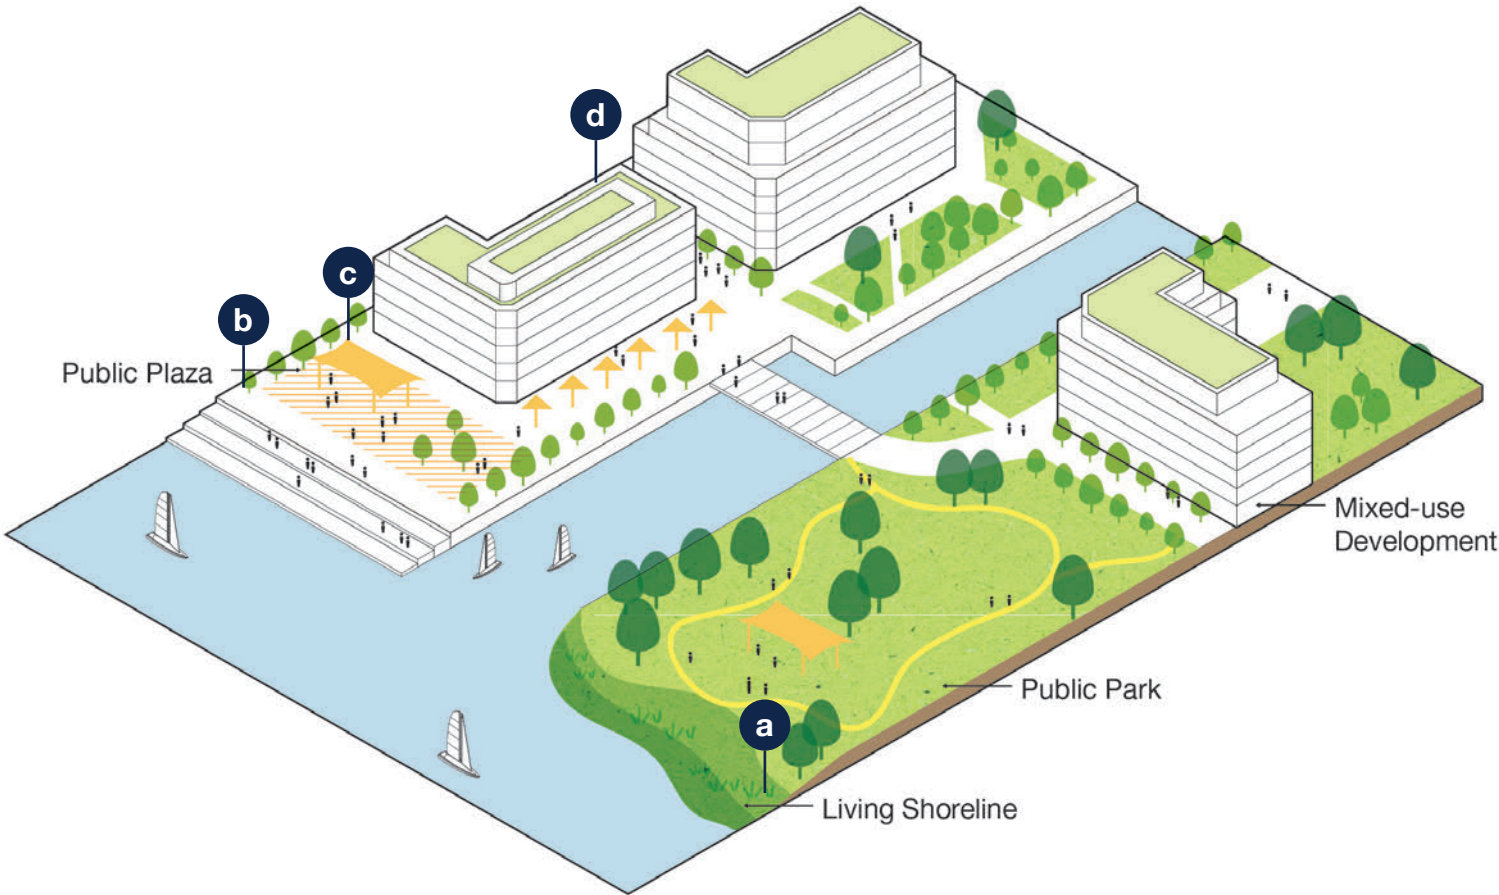 d
c
b
Public Plaza
Mixed-use
Development
Public Park
a
Living Shoreline